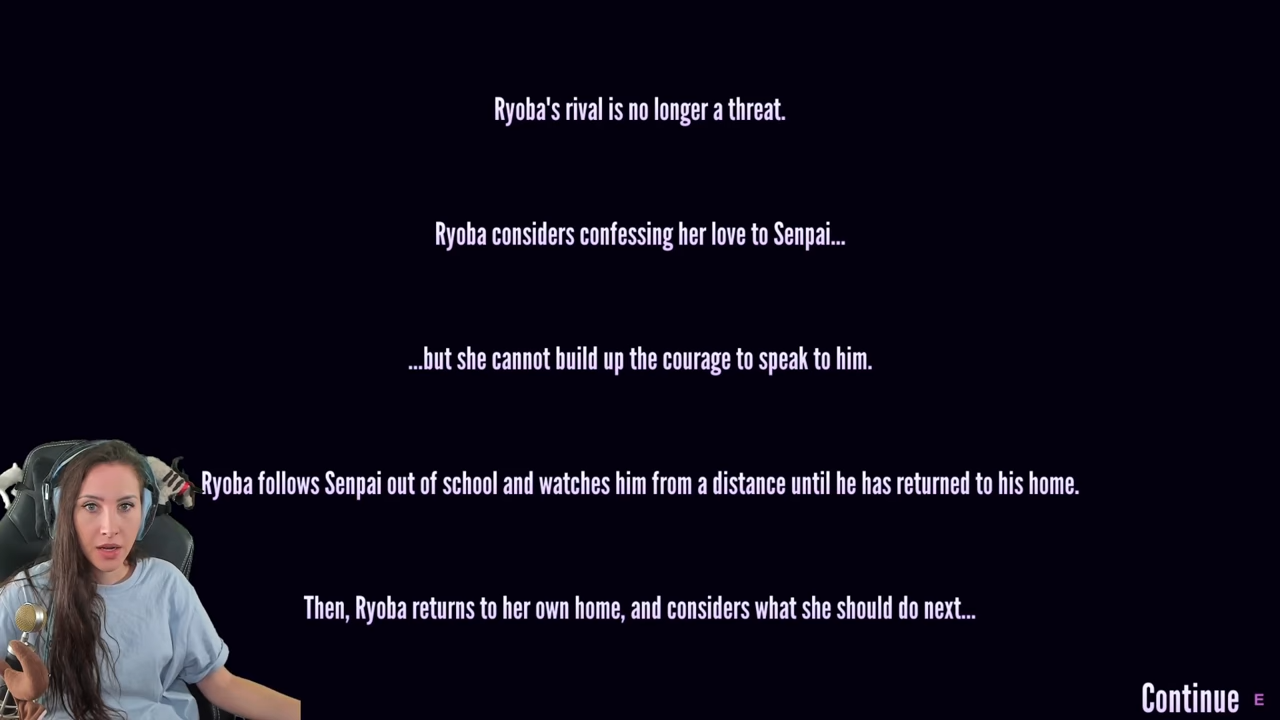 Ryoba's rival is no longer a threat.
Ryoba considers confessing her love to Senpai...
...but she cannot build up the courage to speak to him.
Ryoba follows Senpai out of school and watches him from a distance until he has returned to his home.
Then, Ryoba returns to her own home, and considers what she should do next...
Continue E